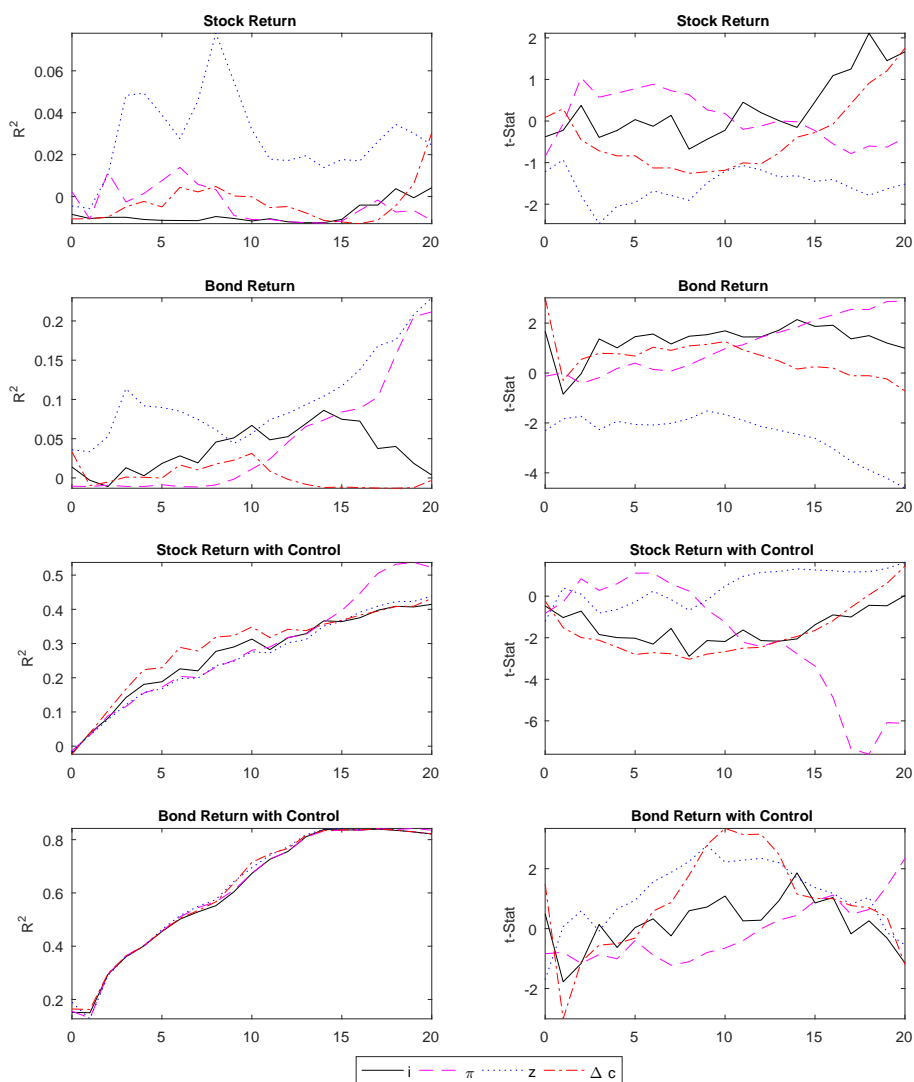 Stock Return
R²
0.06
0.04
0.02
0
0 5 10 15 20
Stock Return
t-Stat
2
1
0
-1
-2
0 5 10 15 20
Bond Return
R²
0.2
0.15
0.1
0.05
0
0 5 10 15 20
Bond Return
t-Stat
2
0
-2
-4
0 5 10 15 20
Stock Return with Control
R²
0.5
0.4
0.3
0.2
0.1
0
0 5 10 15 20
Stock Return with Control
t-Stat
0
-2
-4
-6
0 5 10 15 20
Bond Return with Control
R²
0.8
0.6
0.4
0.2
0 5 10 15 20
Bond Return with Control
t-Stat
2
0
-2
0 5 10 15 20
i π z Δ c